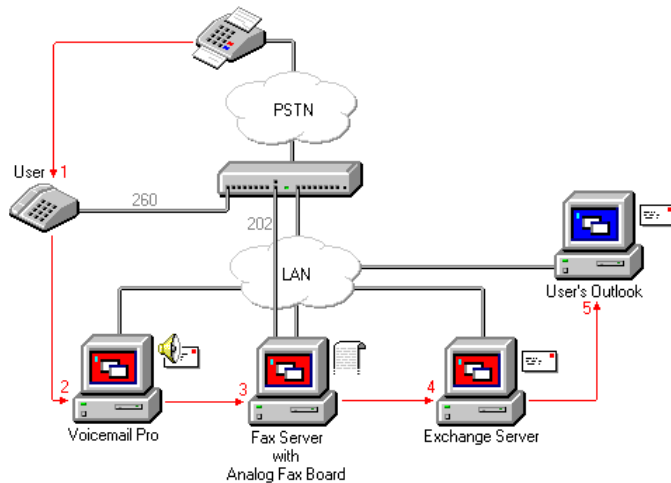 PSTN
User
1
260
202
LAN
User's Outlook
5
2
3
4
Voicemail Pro
Fax Server
with
Analog Fax Board
Exchange Server